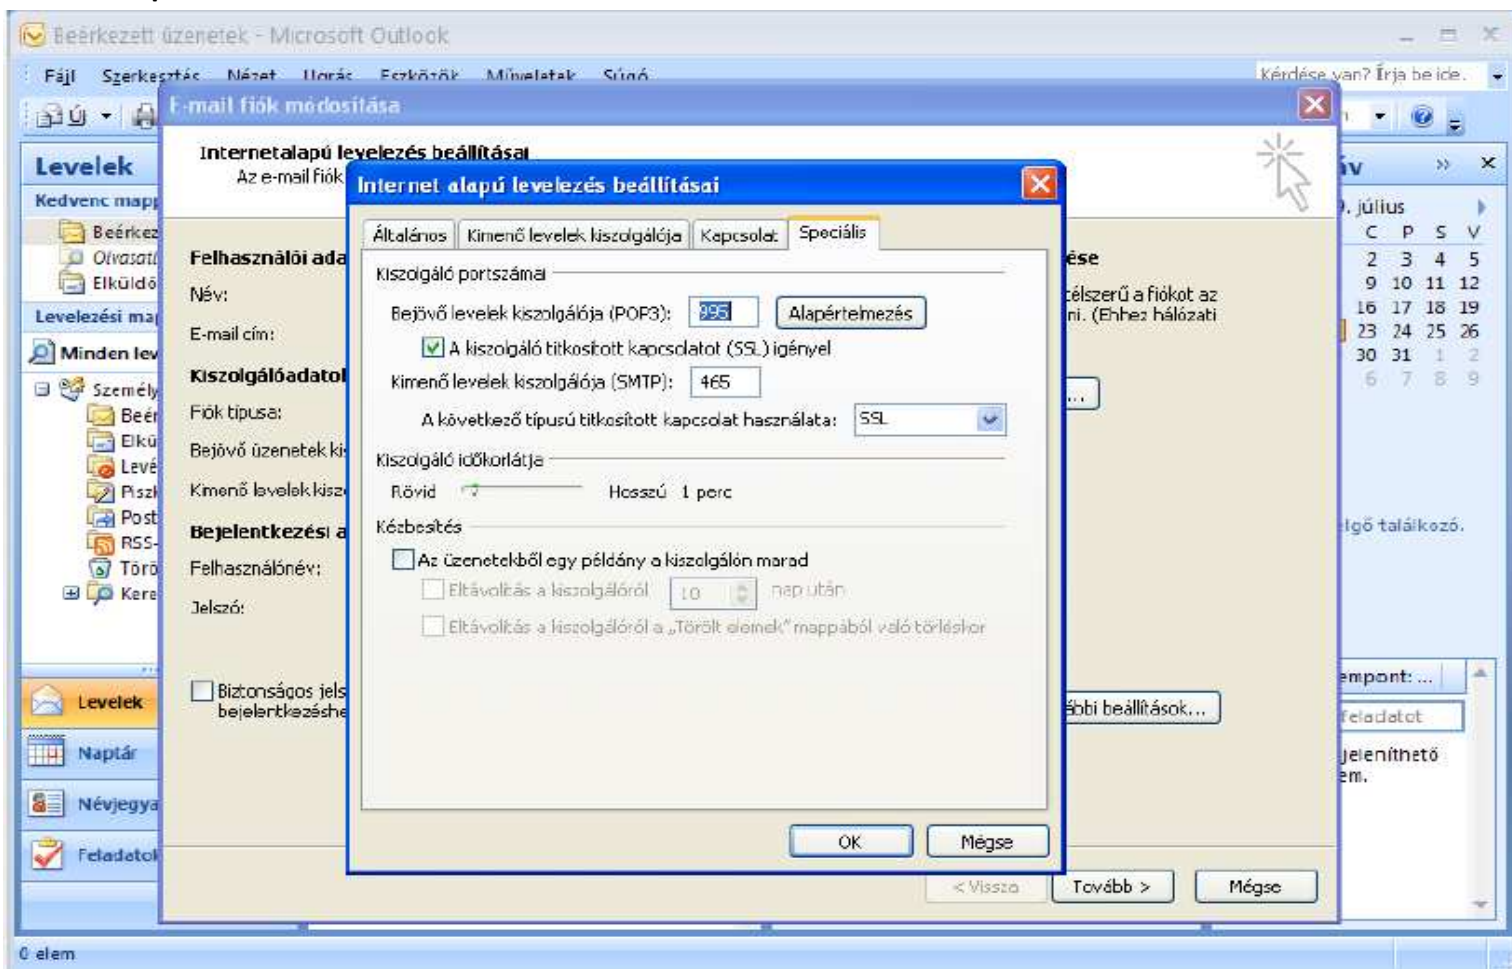 Beérkezett üzenetek - Microsoft Outlook
Fájl Szerkesztés Nézet Ugrás Eszközök Műveletek Súgó
Kérdése van? Írja be ide.
Új
E-mail fiók módosítása
Internetalapú levelezés beállításai
Az e-mail fiók
Levelek
Kedvenc mapp
Beérkez
Olvasatl
Elküldö
Levelezési map
Minden lev
Személy
Beér
Elkü
Levé
Piszk
Post
RSS-
Törö
Kere
Levelek
Naptár
Névjegya
Feladatok
0 elem
Felhasználói ada
Név:
E-mail cím:
Kiszolgálóadatok
Fiók típusa:
Bejövő üzenetek kis
Kimenő levelek kiszo
Bejelentkezési a
Felhasználónév:
Jelszó:
Biztonságos jels
bejelentkezéshe
Internet alapú levelezés beállításai
Általános Kimenő levelek kiszolgálója Kapcsolat Speciális
Kiszolgáló portszámai
Bejövő levelek kiszolgálója (POP3): 995 Alapértelmezés
A kiszolgáló titkosított kapcsolatot (SSL) igényel
Kimenő levelek kiszolgálója (SMTP): 465
A következő típusú titkosított kapcsolat használata: SSL
Kiszolgáló időkorlátja
Rövid Hosszú 1 perc
Kézbesítés
Az üzenetekből egy példány a kiszolgálón marad
Eltávolítás a kiszolgálóról 10 nap után
Eltávolítás a kiszolgálóról a „Törölt elemek” mappából való törléskor
OK Mégse
ése
célszerű a fiókot az
ni. (Ehhez hálózati
...
ábbi beállítások...
< Vissza Tovább > Mégse
áv
9. július
C P S V
2 3 4 5
9 10 11 12
16 17 18 19
23 24 25 26
30 31 1 2
6 7 8 9
lgő találkozó.
empont: ...
feladatot
jeleníthető
em.